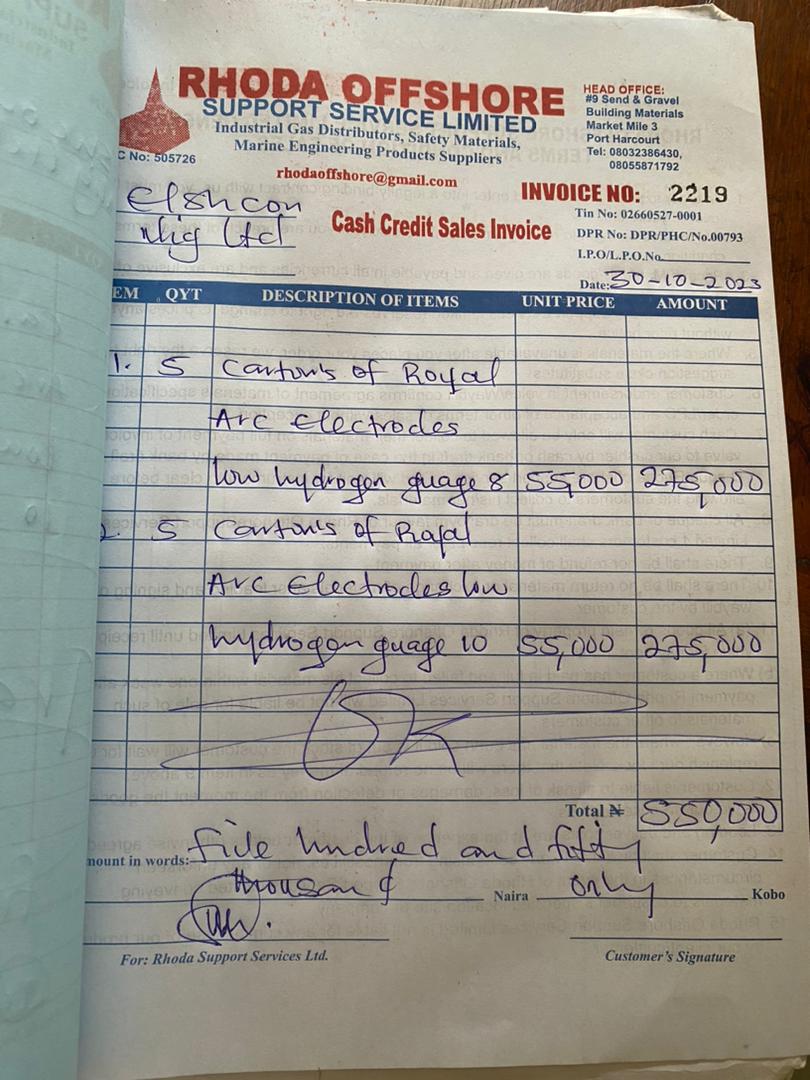 RHODA OFFSHORE
SUPPORT SERVICE LIMITED
Industrial Gas Distributors, Safety Materials,
Marine Engineering Products Suppliers
C No: 505726
rhodaoffshore@gmail.com
HEAD OFFICE:
#9 Send & Gravel
Building Materials
Market Mile 3
Port Harcourt
Tel: 08032386430,
08055871792
INVOICE NO: 2219
Elshcon
Nig Ltd
Cash Credit Sales Invoice
Tin No: 02660527-0001
DPR No: DPR/PHC/No.00793
I.P.O/L.P.O.No.
Date: 30-10-2023
EM QYT DESCRIPTION OF ITEMS UNIT PRICE AMOUNT
1. 5 Carton's of Royal
Arc Electrodes
low hydrogen guage 8 55,000 275,000
2. 5 Carton's of Rayal
Arc Electrodes low
hydrogen guage 10 55,000 275,000
Total ₦ 550,000
mount in words: five hundred and fifty
thousand Naira only Kobo
For: Rhoda Support Services Ltd.
Customer's Signature